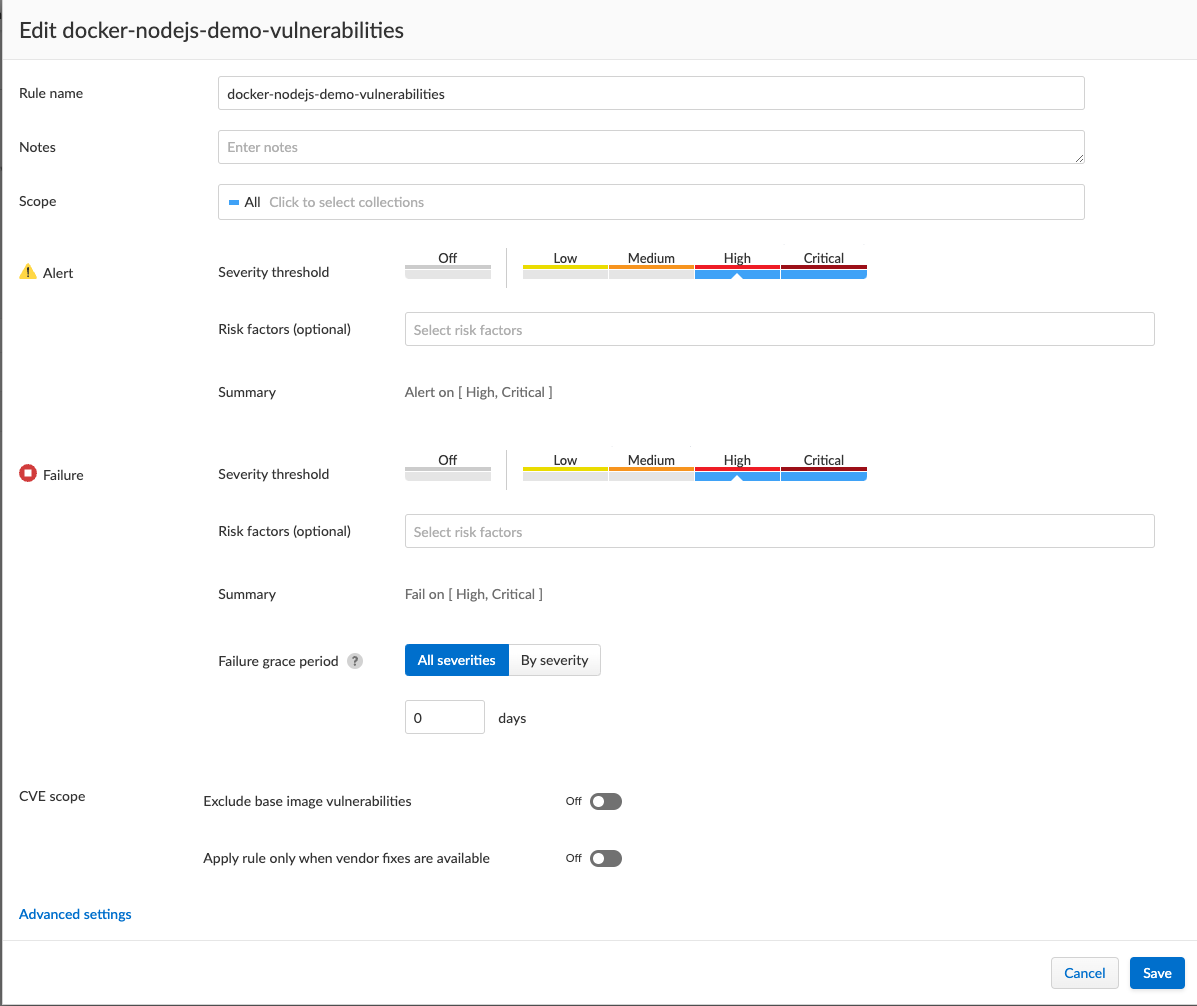 Edit docker-nodejs-demo-vulnerabilities
Rule name
docker-nodejs-demo-vulnerabilities
Notes
Enter notes
Scope
All Click to select collections
Alert
Severity threshold
Off Low Medium High Critical
Risk factors (optional)
Select risk factors
Summary
Alert on [ High, Critical ]
Failure
Severity threshold
Off Low Medium High Critical
Risk factors (optional)
Select risk factors
Summary
Fail on [ High, Critical ]
Failure grace period ?
All severities By severity
0 days
CVE scope
Exclude base image vulnerabilities
Off
Apply rule only when vendor fixes are available
Off
Advanced settings
Cancel Save